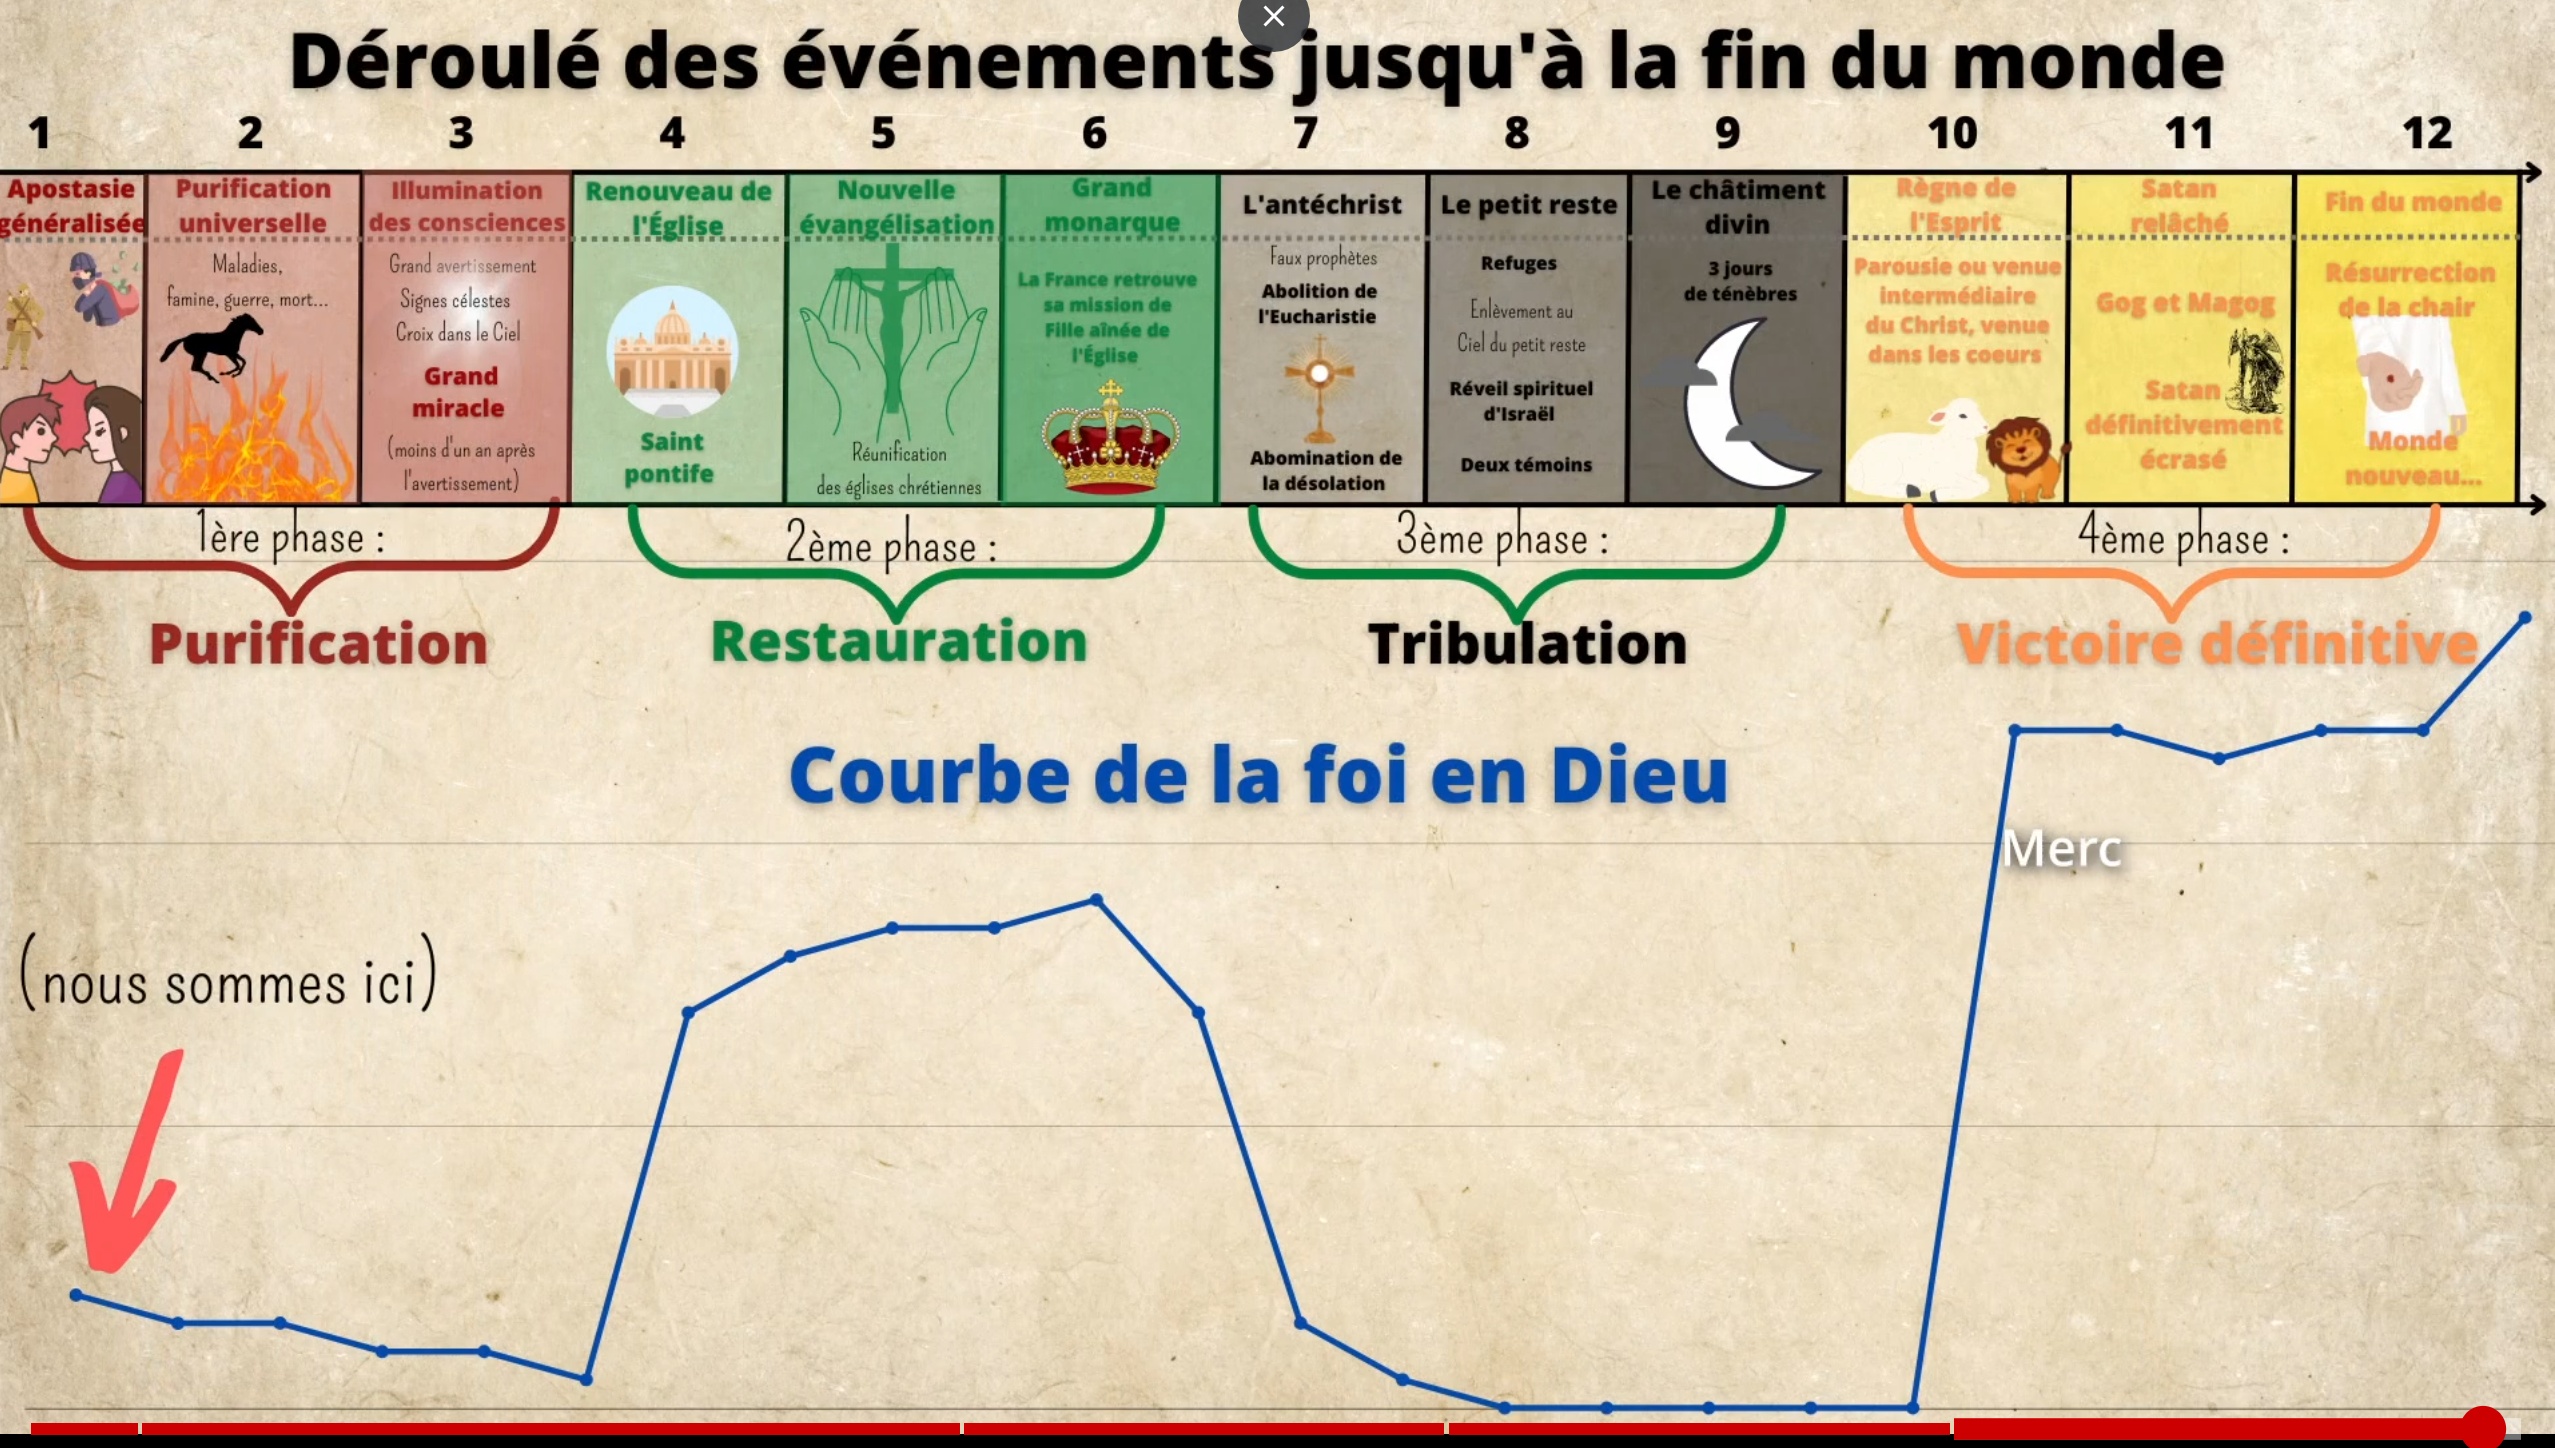 Déroulé des événements jusqu'à la fin du monde
1 2 3 4 5 6 7 8 9 10 11 12
Apostasie
généralisée
Purification
universelle
Maladies,
famine, guerre, mort...
Illumination
des consciences
Grand avertissement
Signes célestes
Croix dans le Ciel
Grand
miracle
(moins d'un an après
l'avertissement)
Renouveau de
l'Église
Saint
pontife
Nouvelle
évangélisation
Réunification
des églises chrétiennes
Grand
monarque
La France retrouve
sa mission de
Fille aînée de
l'Église
L'antéchrist
Faux prophètes
Abolition de
l'Eucharistie
Abomination de
la désolation
Le petit reste
Refuges
Enlèvement au
Ciel du petit reste
Réveil spirituel
d'Israël
Deux témoins
Le châtiment
divin
3 jours
de ténèbres
Règne de
l'Esprit
Parousie ou venue
intermédiaire
du Christ, venue
dans les coeurs
Satan
relâché
Gog et Magog
Satan
définitivement
écrasé
Fin du monde
Résurrection
de la chair
Monde
nouveau...
1ère phase :
Purification
2ème phase :
Restauration
3ème phase :
Tribulation
4ème phase :
Victoire définitive
Courbe de la foi en Dieu
Merc
(nous sommes ici)